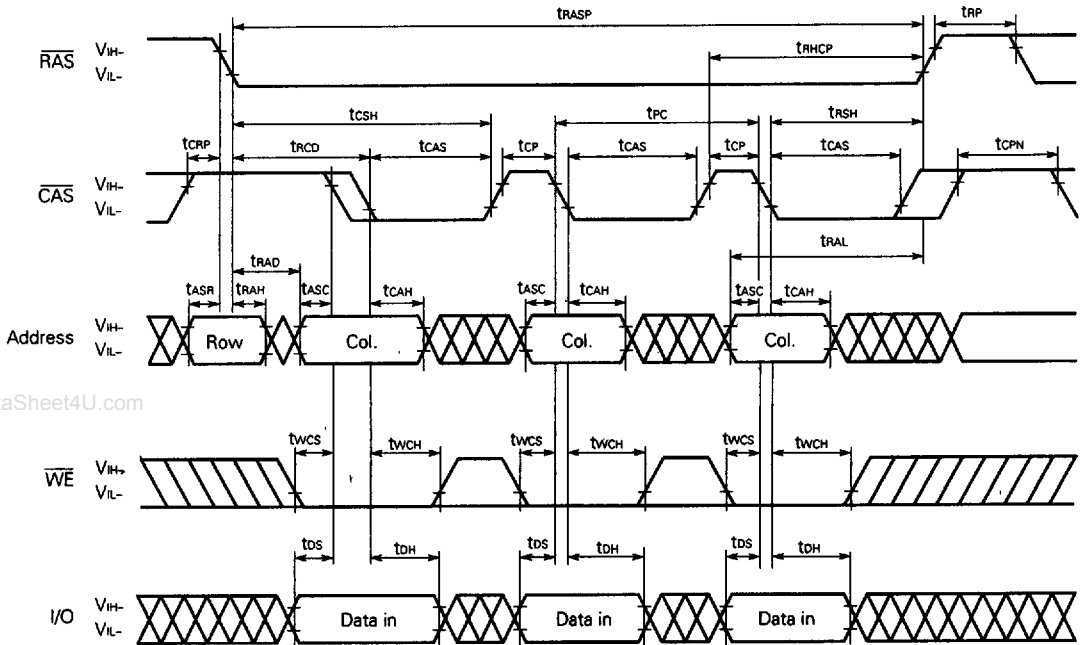 tRASP
tRP
RAS
VIH–
VIL–
tRHCP
tCSH
tPC
tRSH
tCRP
tRCD
tCAS
tCP
tCAS
tCP
tCAS
tCPN
CAS
VIH–
VIL–
tRAD
tRAL
tASR
tRAH
tASC
tCAH
tASC
tCAH
tASC
tCAH
Address
VIH–
VIL–
Row
Col.
Col.
Col.
taSheet4U.com
tWCS
tWCH
tWCS
tWCH
tWCS
tWCH
WE
VIH–
VIL–
tDS
tDH
tDS
tDH
tDS
tDH
I/O
VIH–
VIL–
Data in
Data in
Data in